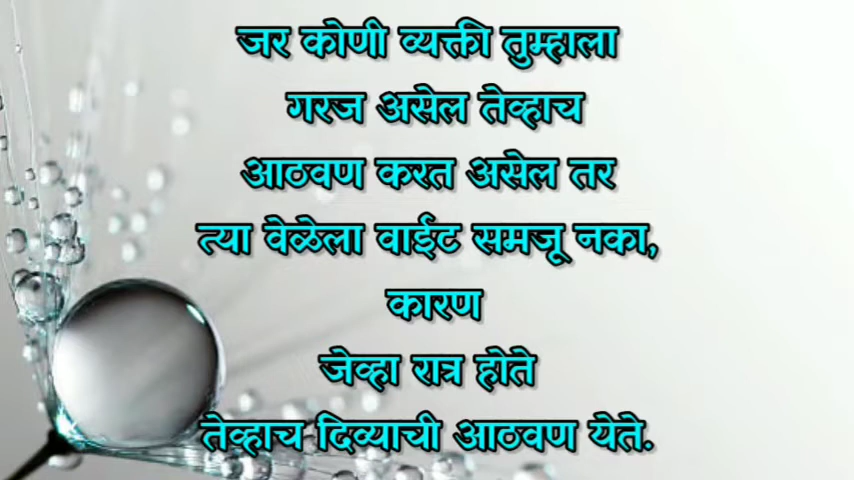 जर कोणी व्यक्ती तुम्हाला
गरज असेल तेव्हाच
आठवण करत असेल तर
त्या वेळेला वाईट समजू नका,
कारण
जेव्हा रात्र होते
तेव्हाच दिव्याची आठवण येते.